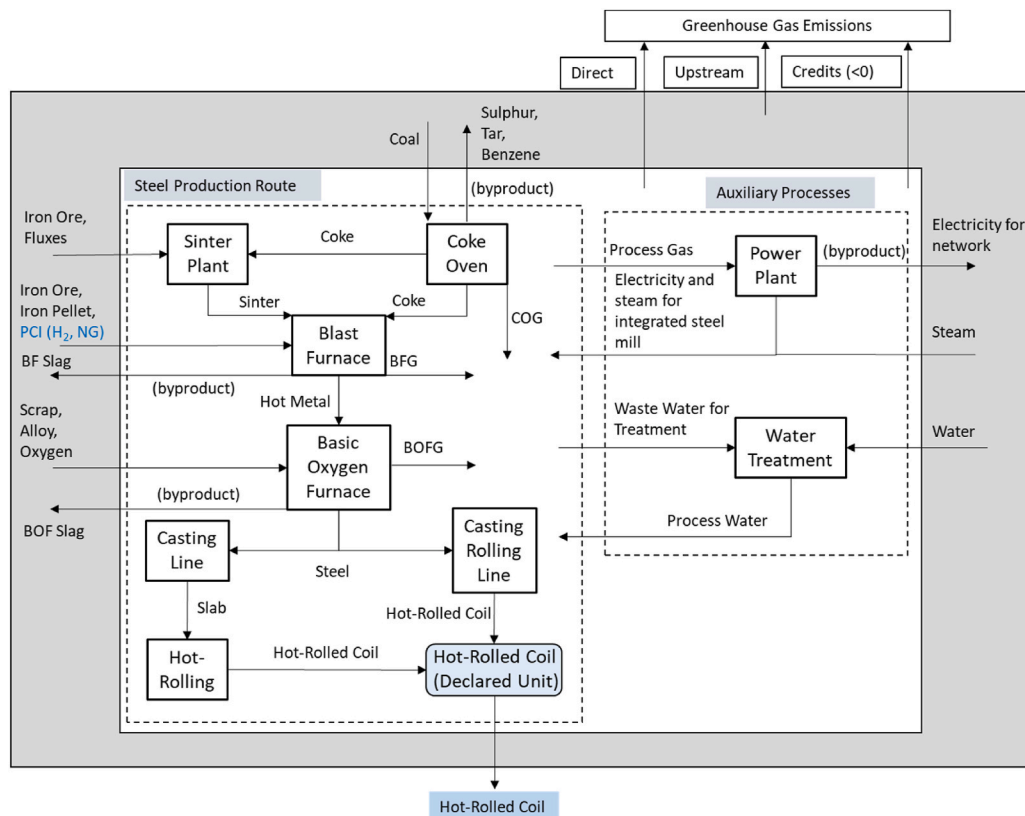 Greenhouse Gas Emissions
Direct
Upstream
Credits (<0)
Sulphur,
Tar,
Benzene
Coal
(byproduct)
Steel Production Route
Auxiliary Processes
Iron Ore,
Fluxes
Sinter
Plant
Coke
Coke
Oven
Process Gas
Power
Plant
(byproduct)
Electricity for
network
Iron Ore,
Iron Pellet,
PCI (H₂, NG)
Sinter
Coke
COG
Electricity and
steam for
integrated steel
mill
Steam
Blast
Furnace
BF Slag
(byproduct)
BFG
Hot Metal
Scrap,
Alloy,
Oxygen
Basic
Oxygen
Furnace
BOFG
Waste Water for
Treatment
Water
Treatment
Water
(byproduct)
BOF Slag
Process Water
Casting
Line
Steel
Casting
Rolling
Line
Slab
Hot-Rolled Coil
Hot-
Rolling
Hot-Rolled Coil
Hot-Rolled Coil
(Declared Unit)
Hot-Rolled Coil